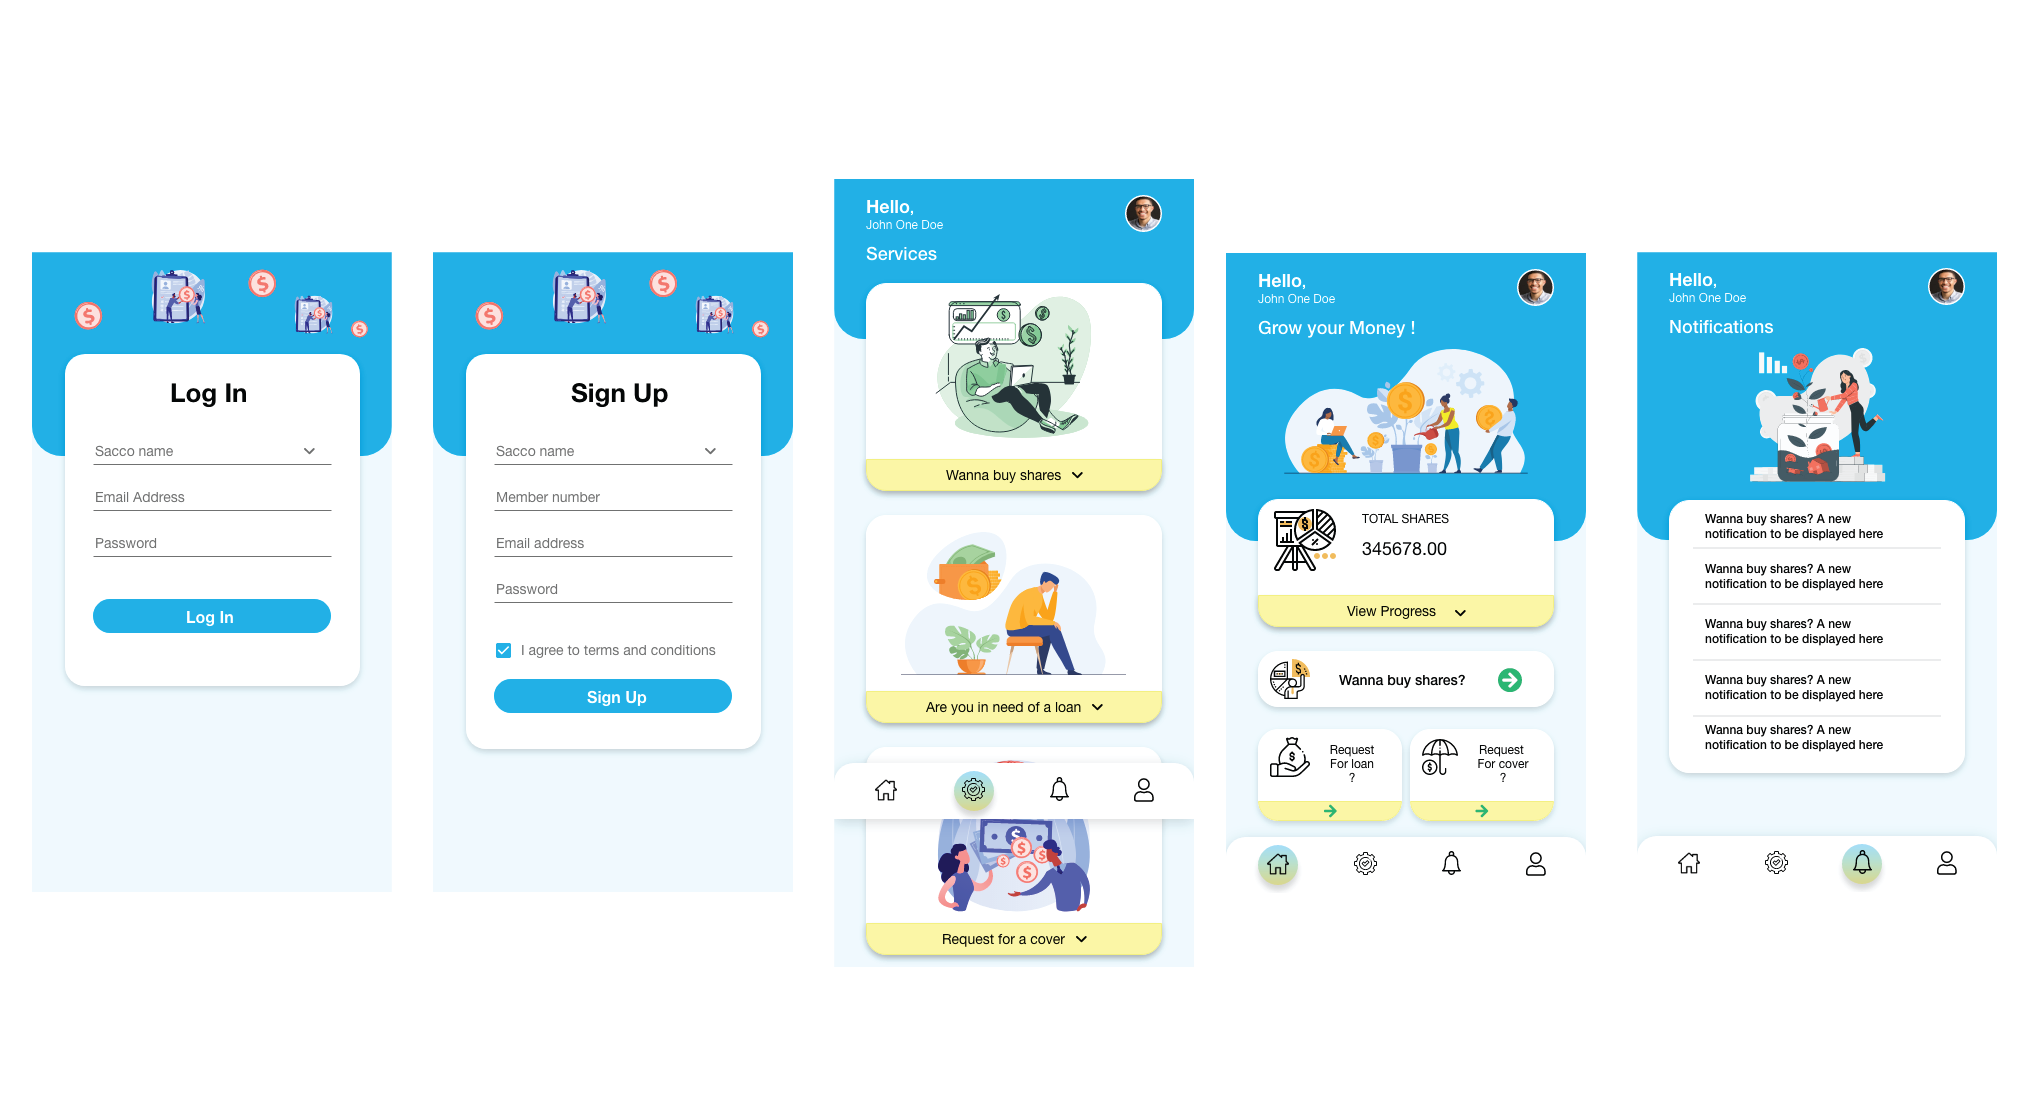 Log In
Sacco name
Email Address
Password
Log In
Sign Up
Sacco name
Member number
Email address
Password
I agree to terms and conditions
Sign Up
Hello,
John One Doe
Services
Wanna buy shares
Are you in need of a loan
Request for a cover
Hello,
John One Doe
Grow your Money !
TOTAL SHARES
345678.00
View Progress
Wanna buy shares?
Request
For loan
?
Request
For cover
?
Hello,
John One Doe
Notifications
Wanna buy shares? A new
notification to be displayed here
Wanna buy shares? A new
notification to be displayed here
Wanna buy shares? A new
notification to be displayed here
Wanna buy shares? A new
notification to be displayed here
Wanna buy shares? A new
notification to be displayed here